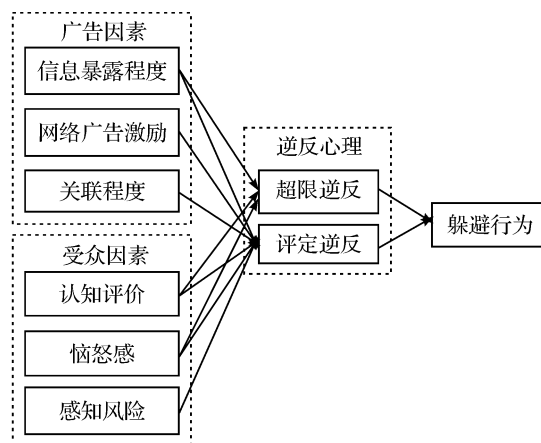 广告因素
信息暴露程度
网络广告激励
关联程度
受众因素
认知评价
恼怒感
感知风险
逆反心理
超限逆反
评定逆反
躲避行为